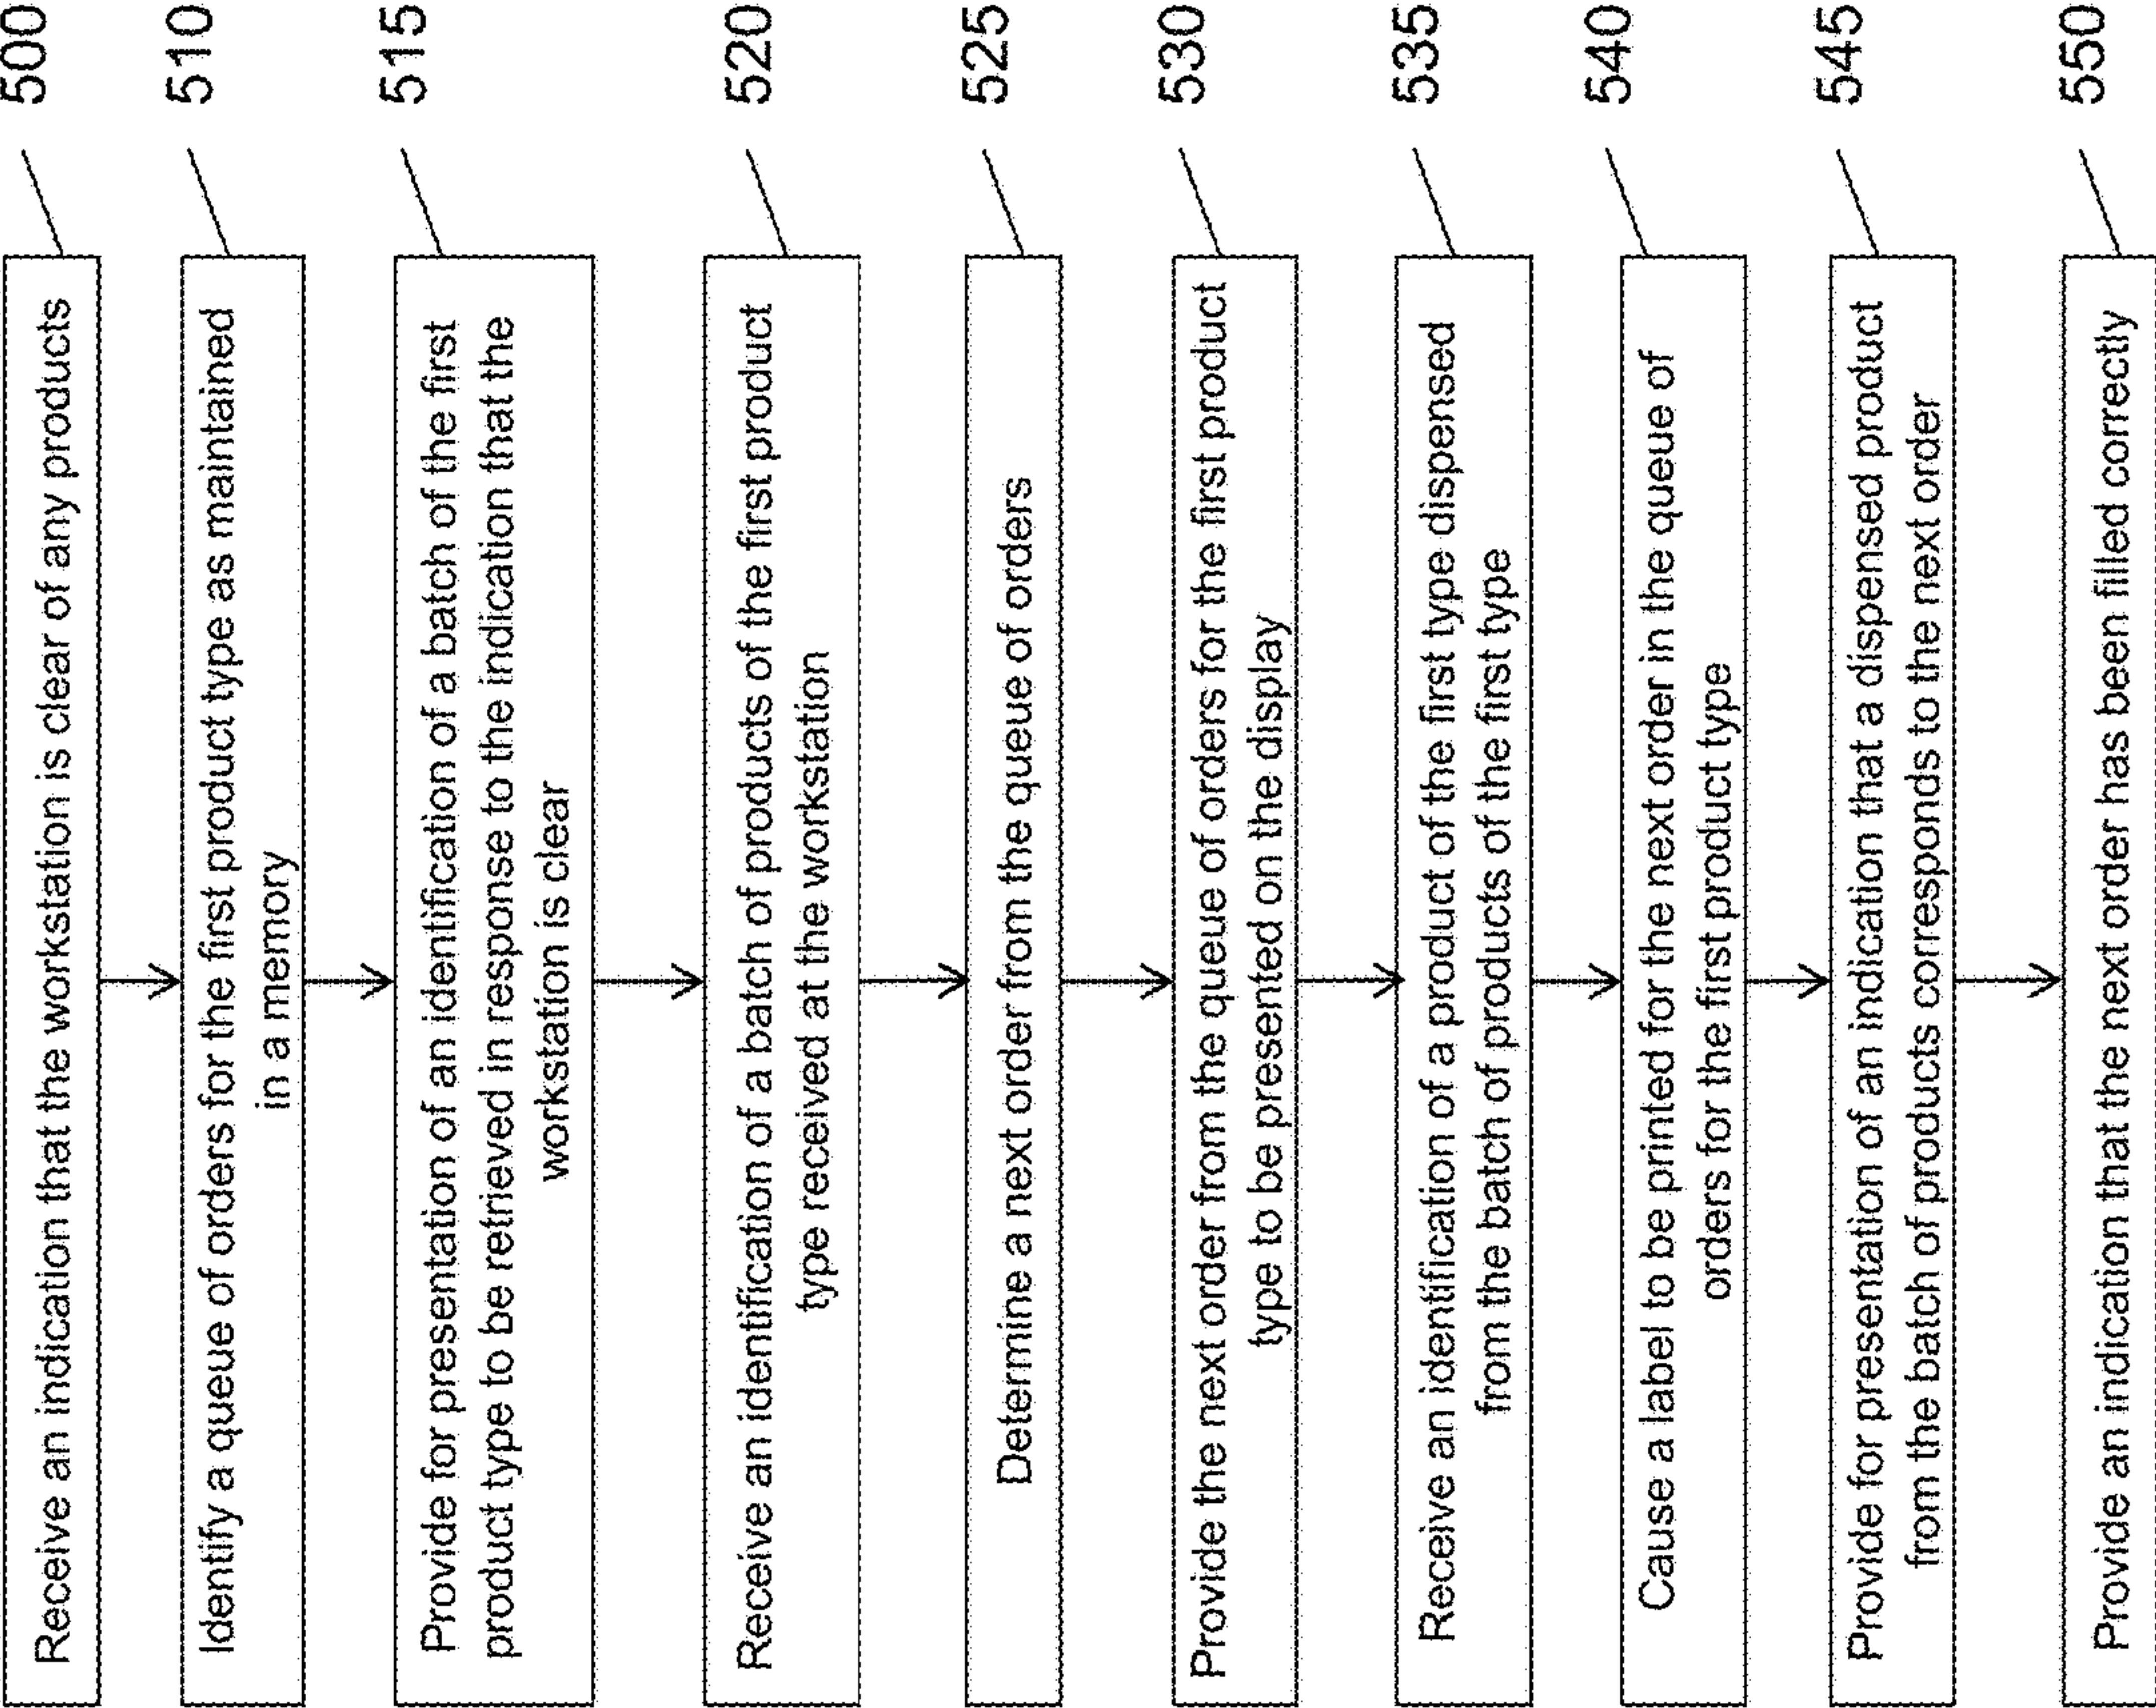 Receive an indication that the workstation is clear of any products
500
Identify a queue of orders for the first product type as maintained
in a memory
510
Provide for presentation of an identification of a batch of the first
product type to be retrieved in response to the indication that the
workstation is clear
515
Receive an identification of a batch of products of the first product
type received at the workstation
520
Determine a next order from the queue of orders
525
Provide the next order from the queue of orders for the first product
type to be presented on the display
530
Receive an identification of a product of the first type dispensed
from the batch of products of the first type
535
Cause a label to be printed for the next order in the queue of
orders for the first product type
540
Provide for presentation of an indication that a dispensed product
from the batch of products corresponds to the next order
545
Provide an indication that the next order has been filled correctly
550